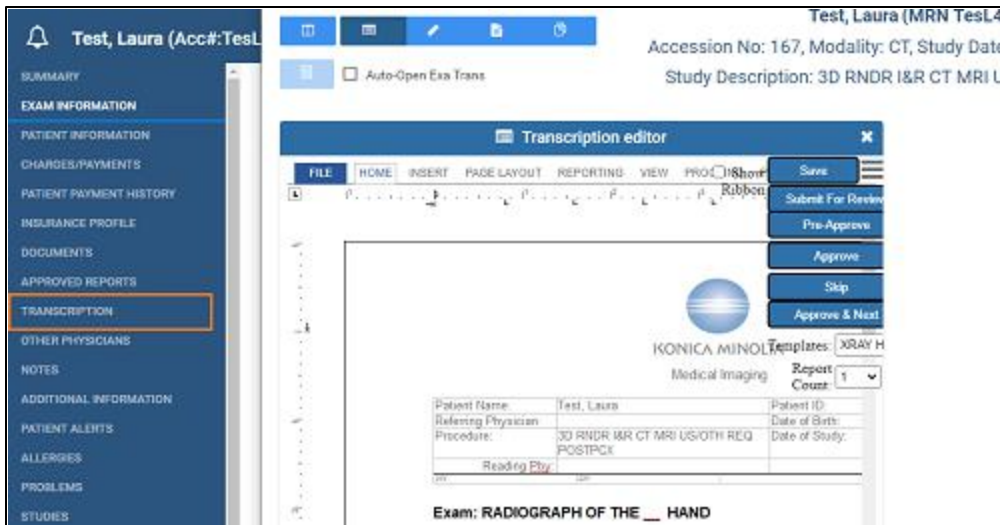 Test, Laura (Acc#:TesL
SUMMARY
EXAM INFORMATION
PATIENT INFORMATION
CHARGES/PAYMENTS
PATIENT PAYMENT HISTORY
INSURANCE PROFILE
DOCUMENTS
APPROVED REPORTS
TRANSCRIPTION
OTHER PHYSICIANS
NOTES
ADDITIONAL INFORMATION
PATIENT ALERTS
ALLERGIES
PROBLEMS
STUDIES
Test, Laura (MRN TesL4
Accession No: 167, Modality: CT, Study Date
Study Description: 3D RNDR I&R CT MRI U
Auto-Open Exa Trans
Transcription editor
FILE HOME INSERT PAGE LAYOUT REPORTING VIEW
Show
Ribbon
Save
Submit For Review
Pre-Approve
Approve
Skip
Approve & Next
Templates: XRAY H
Report
Count: 1
KONICA MINOLTA
Medical Imaging
Patient Name: Test, Laura Patient ID:
Referring Physician Date of Birth:
Procedure: 3D RNDR I&R CT MRI US/OTH REQ Date of Study:
POSTPCX
Reading Phy:
Exam: RADIOGRAPH OF THE __ HAND